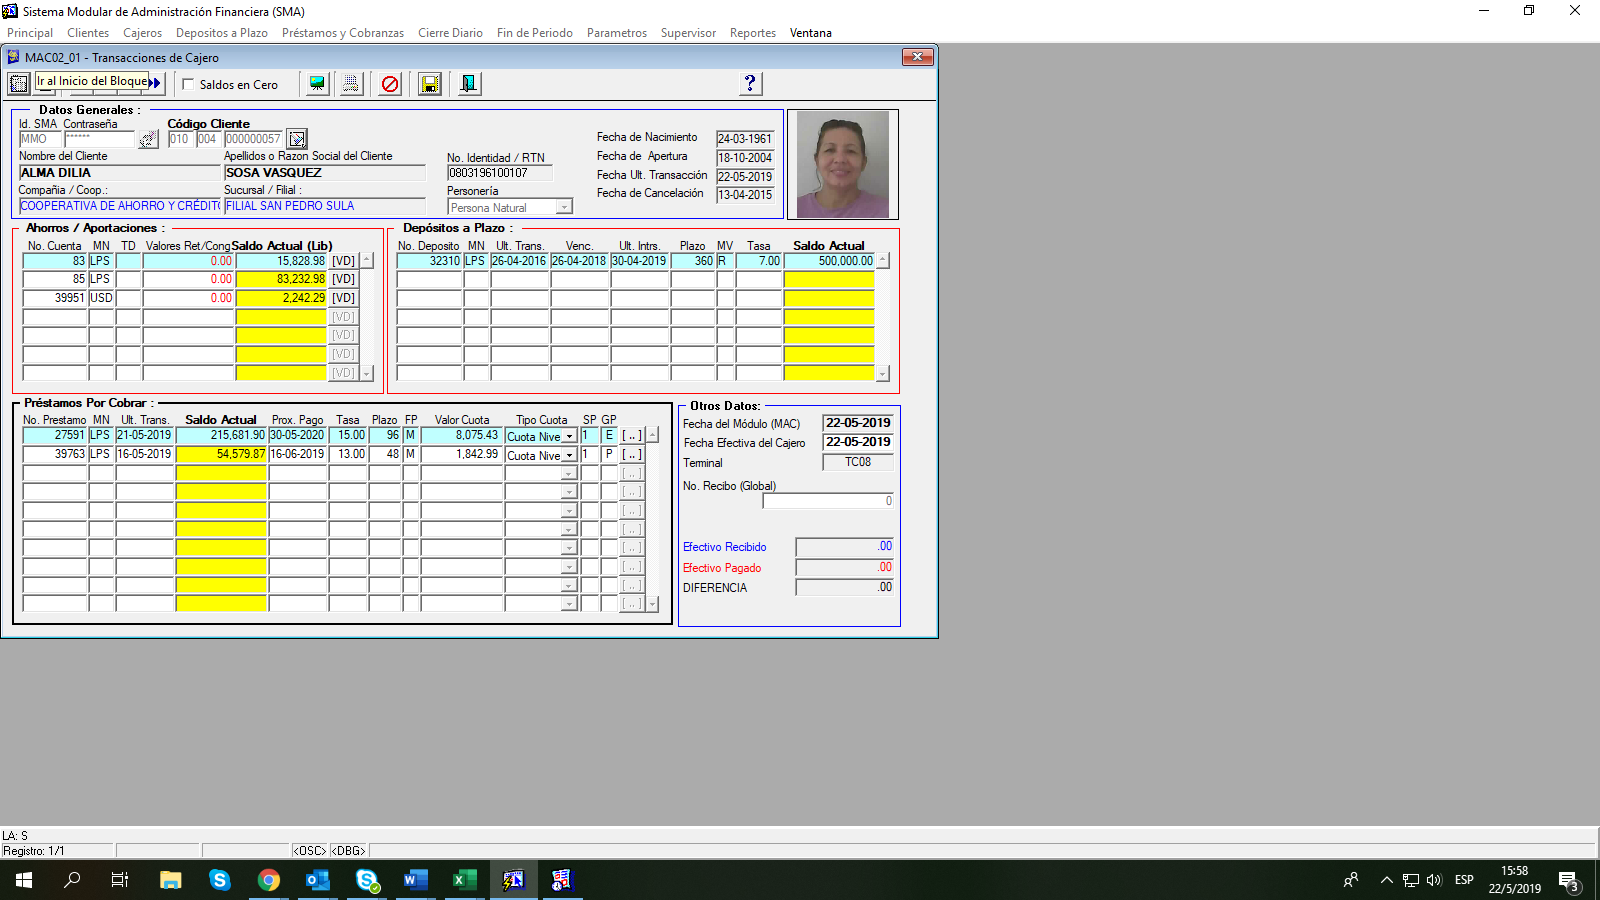 Sistema Modular de Administración Financiera (SMA)
Principal Clientes Cajeros Depositos a Plazo Préstamos y Cobranzas Cierre Diario Fin de Periodo Parametros Supervisor Reportes Ventana
MAC02_01 - Transacciones de Cajero
Ir al Inicio del Bloque
Saldos en Cero
?
Datos Generales :
Id. SMA Contraseña Código Cliente
MMO ****** 010 004 000000057
Nombre del Cliente Apellidos o Razon Social del Cliente No. Identidad / RTN
ALMA DILIA SOSA VASQUEZ 0803196100107
Compañia / Coop.: Sucursal / Filial : Personería
COOPERATIVA DE AHORRO Y CRÉDIT FILIAL SAN PEDRO SULA Persona Natural
Fecha de Nacimiento 24-03-1961
Fecha de Apertura 18-10-2004
Fecha Ult. Transacción 22-05-2019
Fecha de Cancelación 13-04-2015
Ahorros / Aportaciones :
No. Cuenta MN TD Valores Ret/Cong Saldo Actual (Lib)
83 LPS 0.00 15,828.98 [VD]
85 LPS 0.00 83,232.98 [VD]
39951 USD 0.00 2,242.29 [VD]
[VD]
[VD]
[VD]
[VD]
Depósitos a Plazo :
No. Deposito MN Ult. Trans. Venc. Ult. Intrs. Plazo MV Tasa Saldo Actual
32310 LPS 26-04-2016 26-04-2018 30-04-2019 360 R 7.00 500,000.00
Préstamos Por Cobrar :
No. Prestamo MN Ult. Trans. Saldo Actual Prox. Pago Tasa Plazo FP Valor Cuota Tipo Cuota SP GP
27591 LPS 21-05-2019 215,681.90 30-05-2020 15.00 96 M 8,075.43 Cuota Nive 1 E [ .. ]
39763 LPS 16-05-2019 54,579.87 16-06-2019 13.00 48 M 1,842.99 Cuota Nive 1 P [ .. ]
[ .. ]
[ .. ]
[ .. ]
[ .. ]
[ .. ]
[ .. ]
[ .. ]
[ .. ]
Otros Datos:
Fecha del Módulo (MAC) 22-05-2019
Fecha Efectiva del Cajero 22-05-2019
Terminal TC08
No. Recibo (Global)
0
Efectivo Recibido .00
Efectivo Pagado .00
DIFERENCIA .00
LA: S
Registro: 1/1 <OSC> <DBG>
ESP
15:58
22/5/2019
3